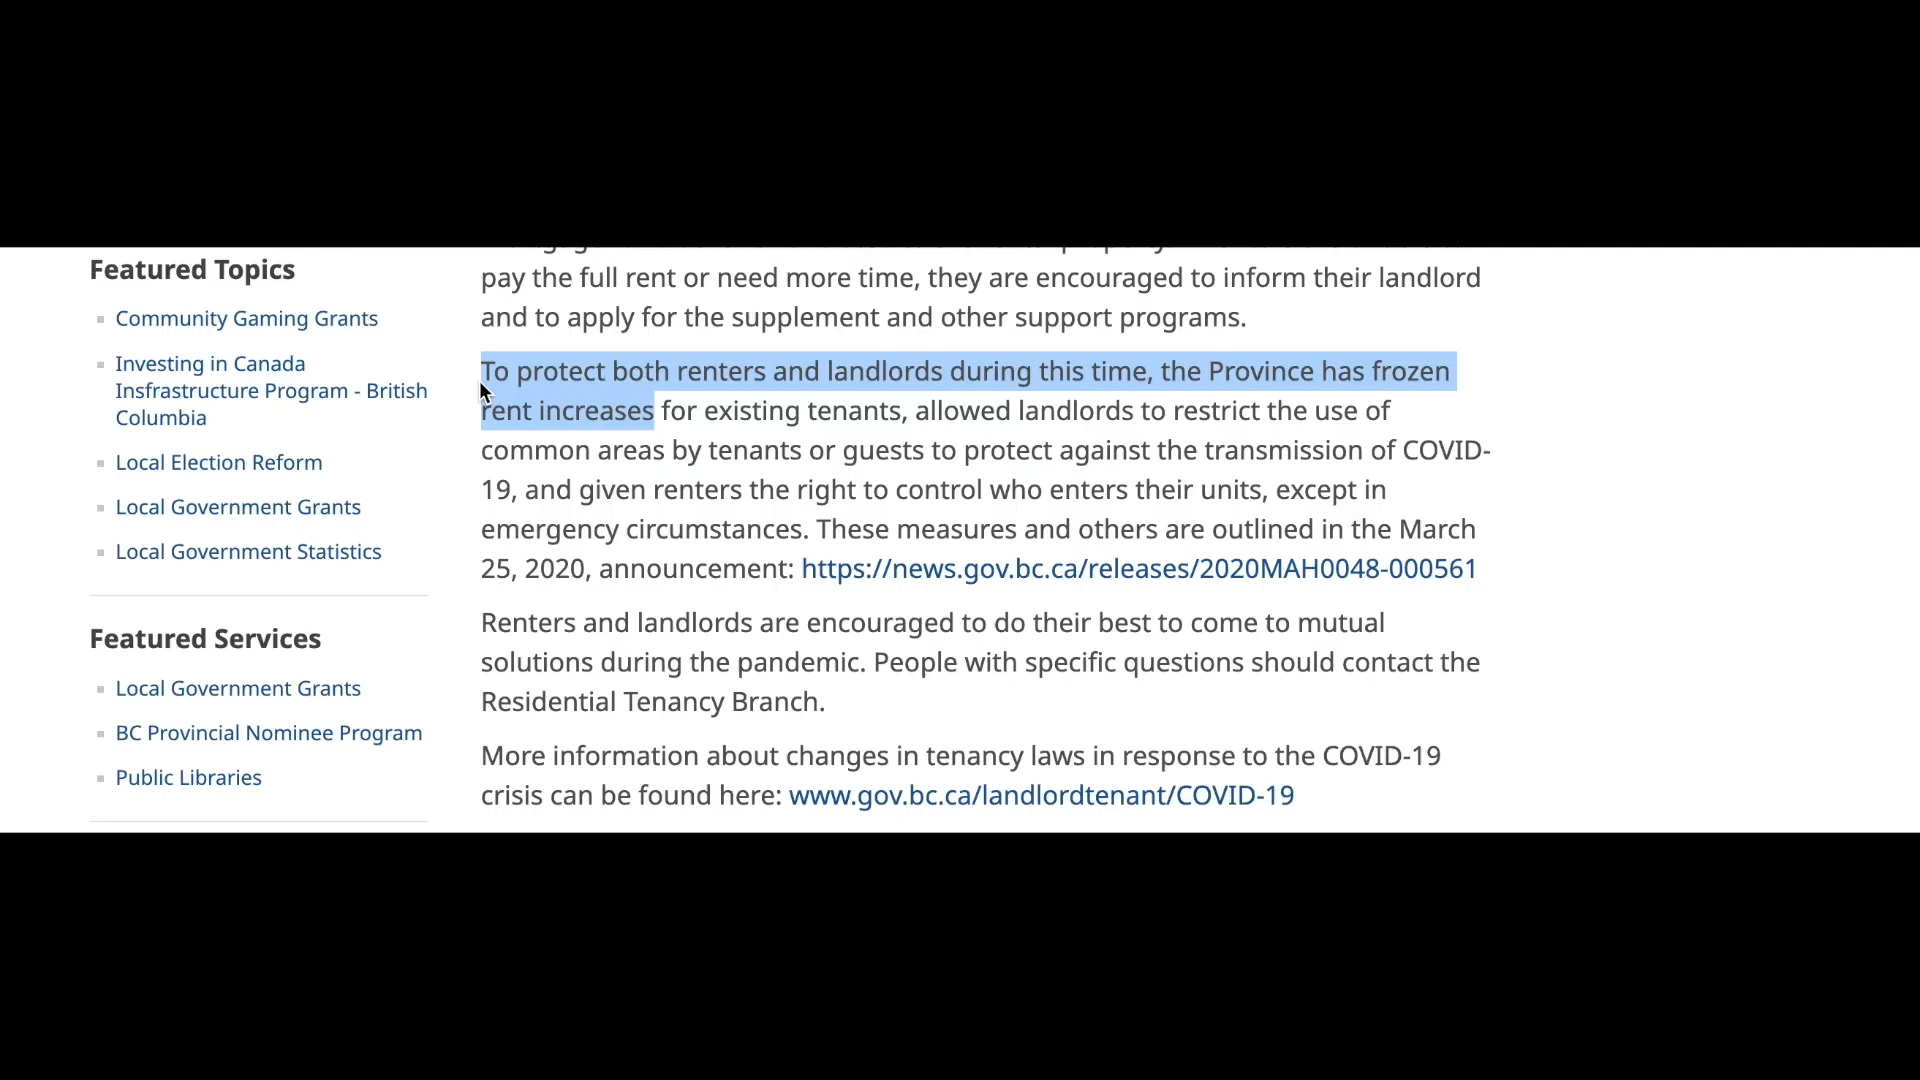 Featured Topics
Community Gaming Grants
Investing in Canada
Insfrastructure Program - British
Columbia
Local Election Reform
Local Government Grants
Local Government Statistics
Featured Services
Local Government Grants
BC Provincial Nominee Program
Public Libraries
pay the full rent or need more time, they are encouraged to inform their landlord
and to apply for the supplement and other support programs.
To protect both renters and landlords during this time, the Province has frozen
rent increases for existing tenants, allowed landlords to restrict the use of
common areas by tenants or guests to protect against the transmission of COVID-
19, and given renters the right to control who enters their units, except in
emergency circumstances. These measures and others are outlined in the March
25, 2020, announcement: https://news.gov.bc.ca/releases/2020MAH0048-000561
Renters and landlords are encouraged to do their best to come to mutual
solutions during the pandemic. People with specific questions should contact the
Residential Tenancy Branch.
More information about changes in tenancy laws in response to the COVID-19
crisis can be found here: www.gov.bc.ca/landlordtenant/COVID-19